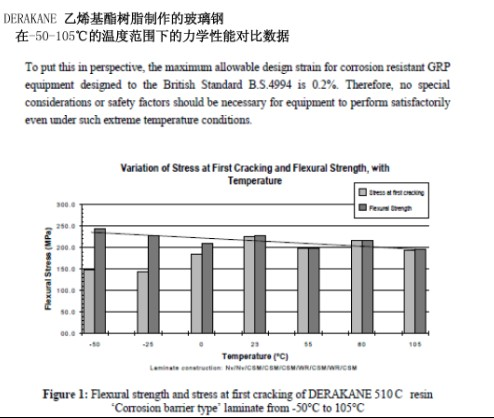 DERAKANE 乙烯基酯树脂制作的玻璃钢
在-50-105℃的温度范围下的力学性能对比数据
To put this in perspective, the maximum allowable design strain for corrosion resistant GRP
equipment designed to the British Standard B.S.4994 is 0.2%. Therefore, no special
considerations or safety factors should be necessary for equipment to perform satisfactorily
even under such extreme temperature conditions.
Variation of Stress at First Cracking and Flexural Strength, with
Temperature
Stress at first cracking
Flexural Strength
Flexural Stress (MPa)
300.0
250.0
200.0
150.0
100.0
50.0
00.0
-50 -25 0 23 55 80 105
Temperature (°C)
Laminate construction: Nv/Nv/CSM/CSM/CSM/WR/CSM/WR/CSM
Figure 1: Flexural strength and stress at first cracking of DERAKANE 510 C resin
'Corrosion barrier type' laminate from -50°C to 105°C